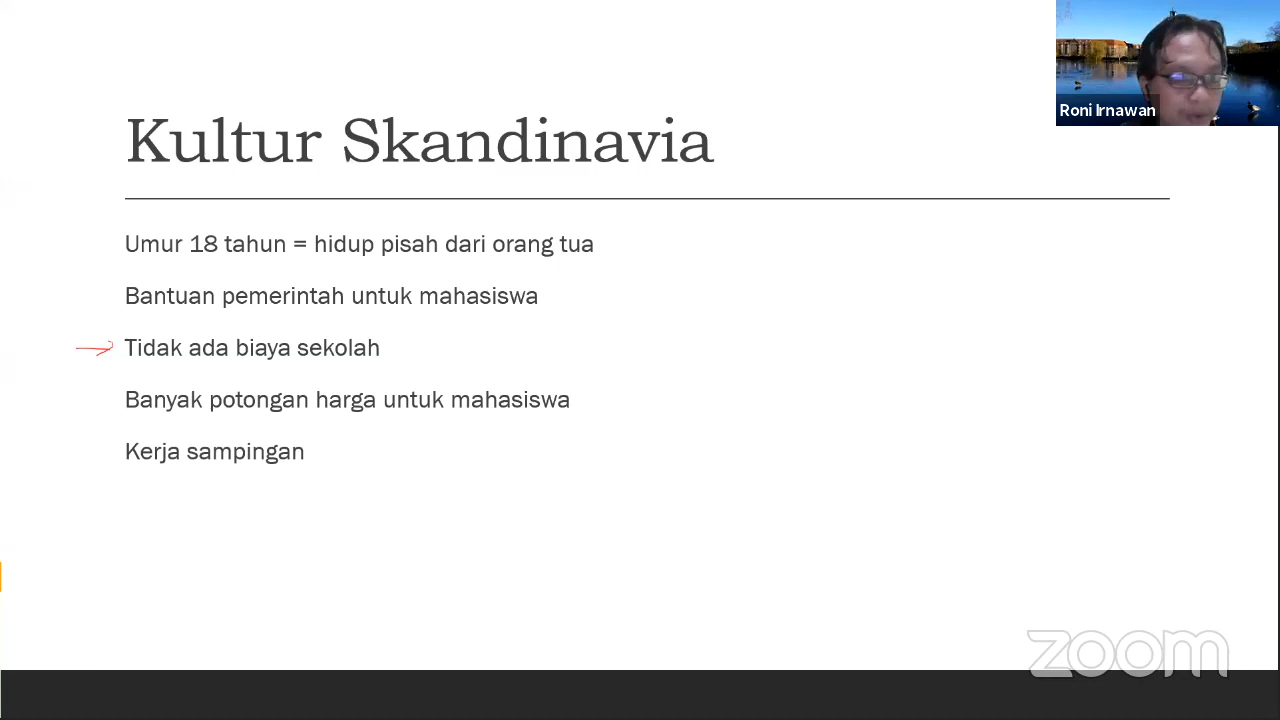 Roni Irnawan
Kultur Skandinavia
Umur 18 tahun = hidup pisah dari orang tua
Bantuan pemerintah untuk mahasiswa
Tidak ada biaya sekolah
Banyak potongan harga untuk mahasiswa
Kerja sampingan
zoom